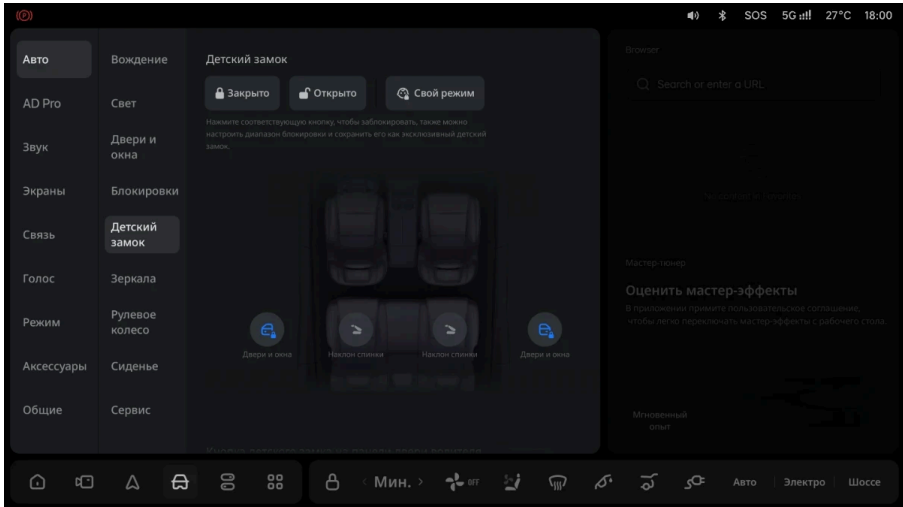 SOS 5G 27°C 18:00
Авто
AD Pro
Звук
Экраны
Связь
Голос
Режим
Аксессуары
Общие
Вождение
Свет
Двери и
окна
Блокировки
Детский
замок
Зеркала
Рулевое
колесо
Сиденье
Сервис
Детский замок
Закрыто Открыто Свой режим
Нажмите соответствующую кнопку, чтобы заблокировать, также можно
настроить диапазон блокировки и сохранить его как эксклюзивный детский
замок.
Двери и окна Наклон спинки Наклон спинки Двери и окна
Browser
Search or enter a URL
Мастер-тюнер
Оценить мастер-эффекты
В приложении примите пользовательское соглашение,
чтобы легко переключать мастер-эффекты с рабочего стола.
Мгновенный
опыт
Мин. OFF Авто Электро Шоссе